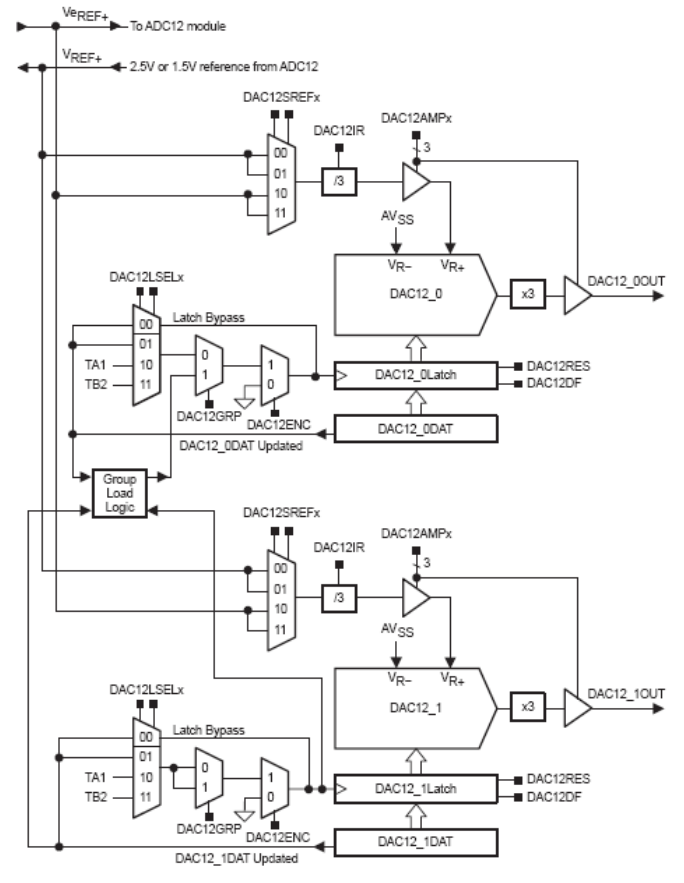 VeREF+
To ADC12 module
VREF+
2.5V or 1.5V reference from ADC12
DAC12SREFx
DAC12IR
DAC12AMPx
3
00
01
10
11
/3
AVSS
VR−
VR+
DAC12_0
x3
DAC12_0OUT
DAC12LSELx
Latch Bypass
00
01
TA1
10
TB2
11
0
1
1
0
DAC12GRP
DAC12ENC
DAC12_0Latch
DAC12RES
DAC12DF
DAC12_0DAT
DAC12_0DAT Updated
Group
Load
Logic
DAC12SREFx
DAC12IR
DAC12AMPx
3
00
01
10
11
/3
AVSS
VR−
VR+
DAC12_1
x3
DAC12_1OUT
DAC12LSELx
Latch Bypass
00
01
TA1
10
TB2
11
0
1
1
0
DAC12GRP
DAC12ENC
DAC12_1Latch
DAC12RES
DAC12DF
DAC12_1DAT
DAC12_1DAT Updated